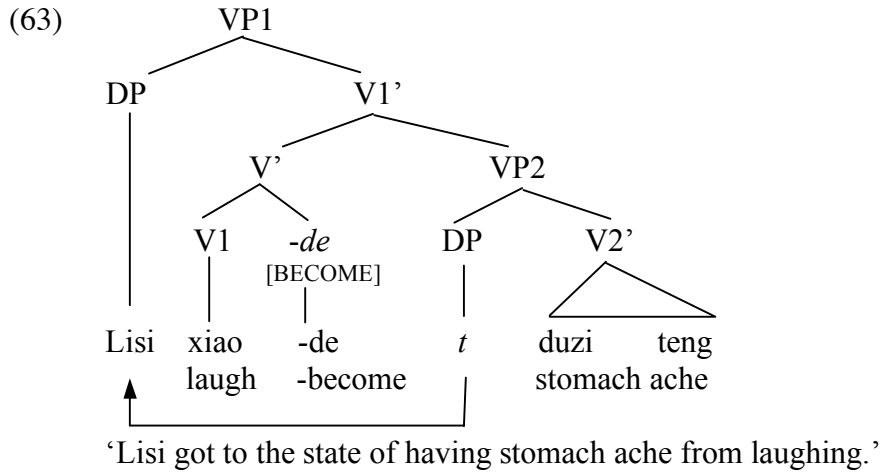 (63) VP1
DP V1’
V’ VP2
V1 -de DP V2’
[BECOME]
Lisi xiao -de t duzi teng
laugh -become stomach ache
‘Lisi got to the state of having stomach ache from laughing.’